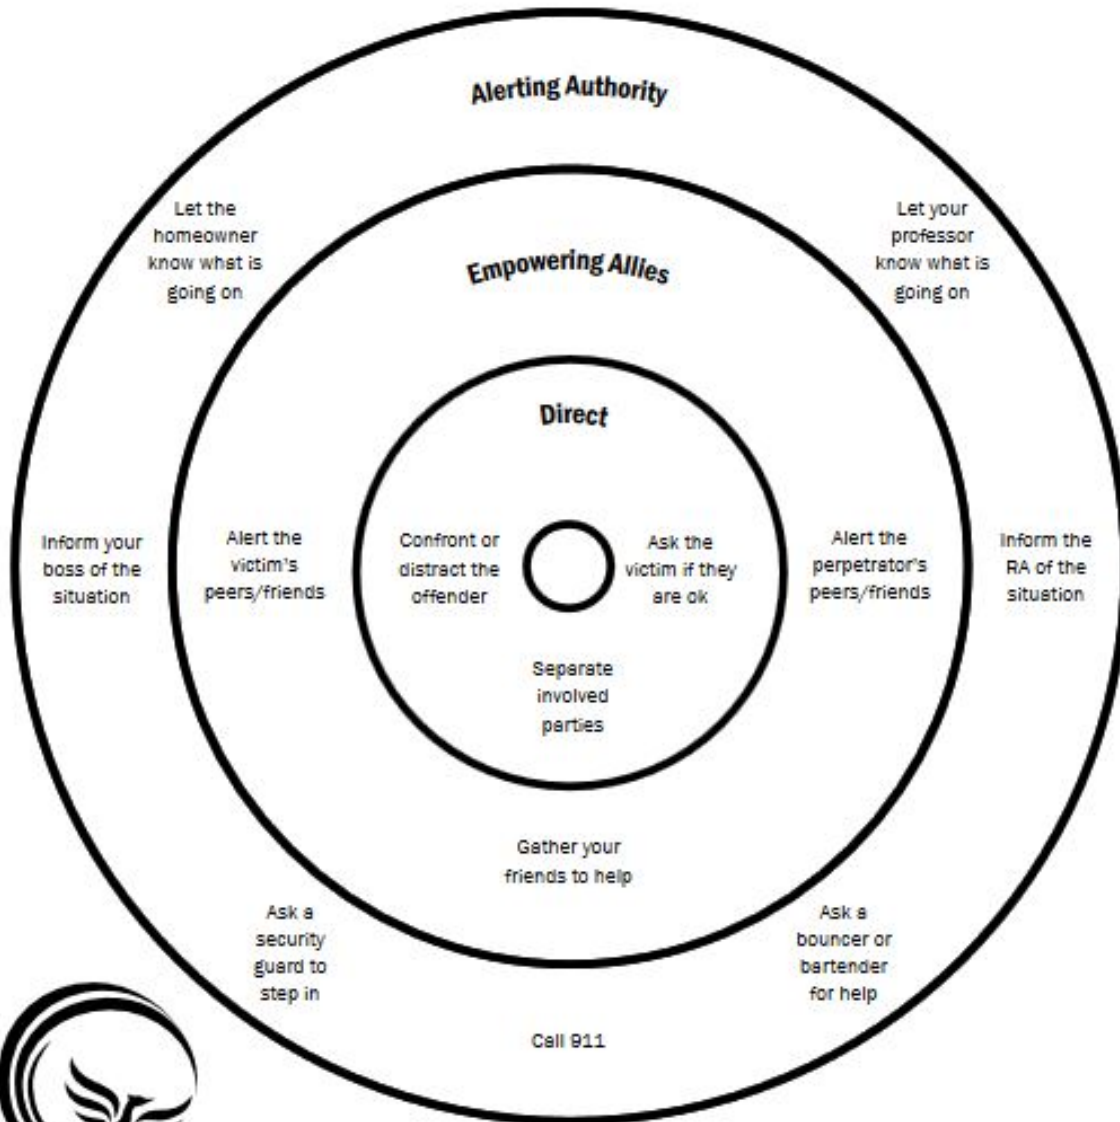 Alerting Authority
Let the
homeowner
know what is
going on
Let your
professor
know what is
going on
Empowering Allies
Direct
Inform your
boss of the
situation
Alert the
victim's
peers/friends
Confront or
distract the
offender
Ask the
victim if they
are ok
Alert the
perpetrator's
peers/friends
Inform the
RA of the
situation
Separate
involved
parties
Gather your
friends to help
Ask a
security
guard to
step in
Ask a
bouncer or
bartender
for help
Call 911